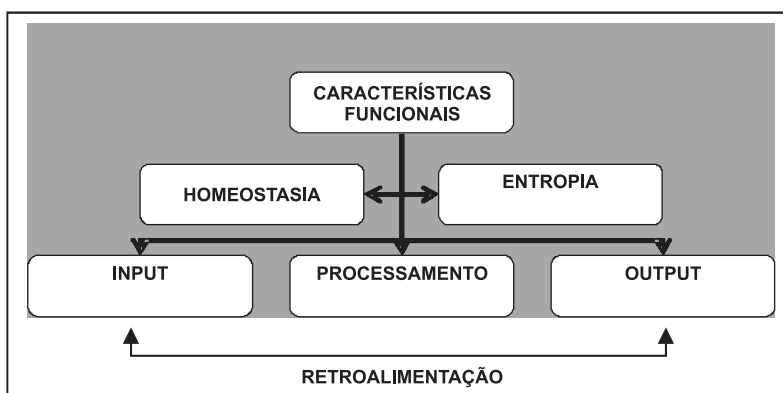 CARACTERÍSTICAS
FUNCIONAIS
HOMEOSTASIA
ENTROPIA
INPUT
PROCESSAMENTO
OUTPUT
RETROALIMENTAÇÃO